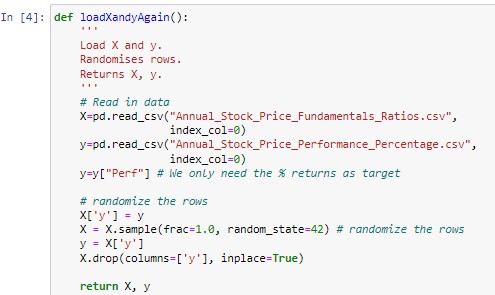 In [4]: def loadXandyAgain():
    '''
    Load X and y.
    Randomises rows.
    Returns X, y.
    '''
    # Read in data
    X=pd.read_csv("Annual_Stock_Price_Fundamentals_Ratios.csv",
                  index_col=0)
    y=pd.read_csv("Annual_Stock_Price_Performance_Percentage.csv",
                  index_col=0)
    y=y["Perf"] # We only need the % returns as target

    # randomize the rows
    X['y'] = y
    X = X.sample(frac=1.0, random_state=42) # randomize the rows
    y = X['y']
    X.drop(columns=['y'], inplace=True)

    return X, y